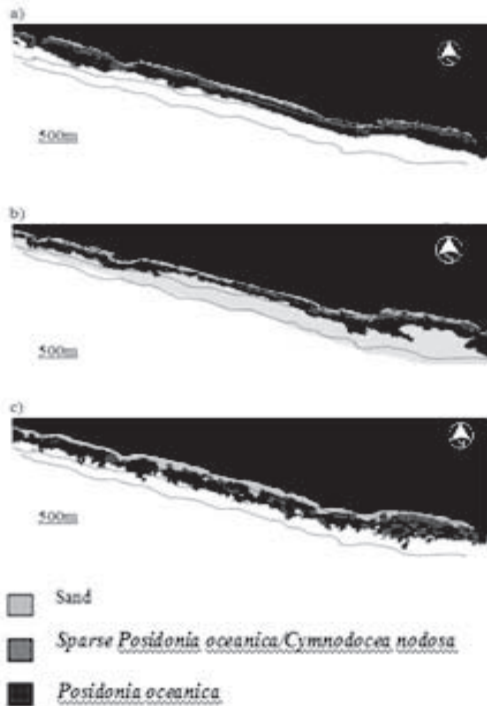 a)
500m
b)
500m
c)
500m
Sand
Sparse Posidonia oceanica/Cymnodocea nodosa
Posidonia oceanica